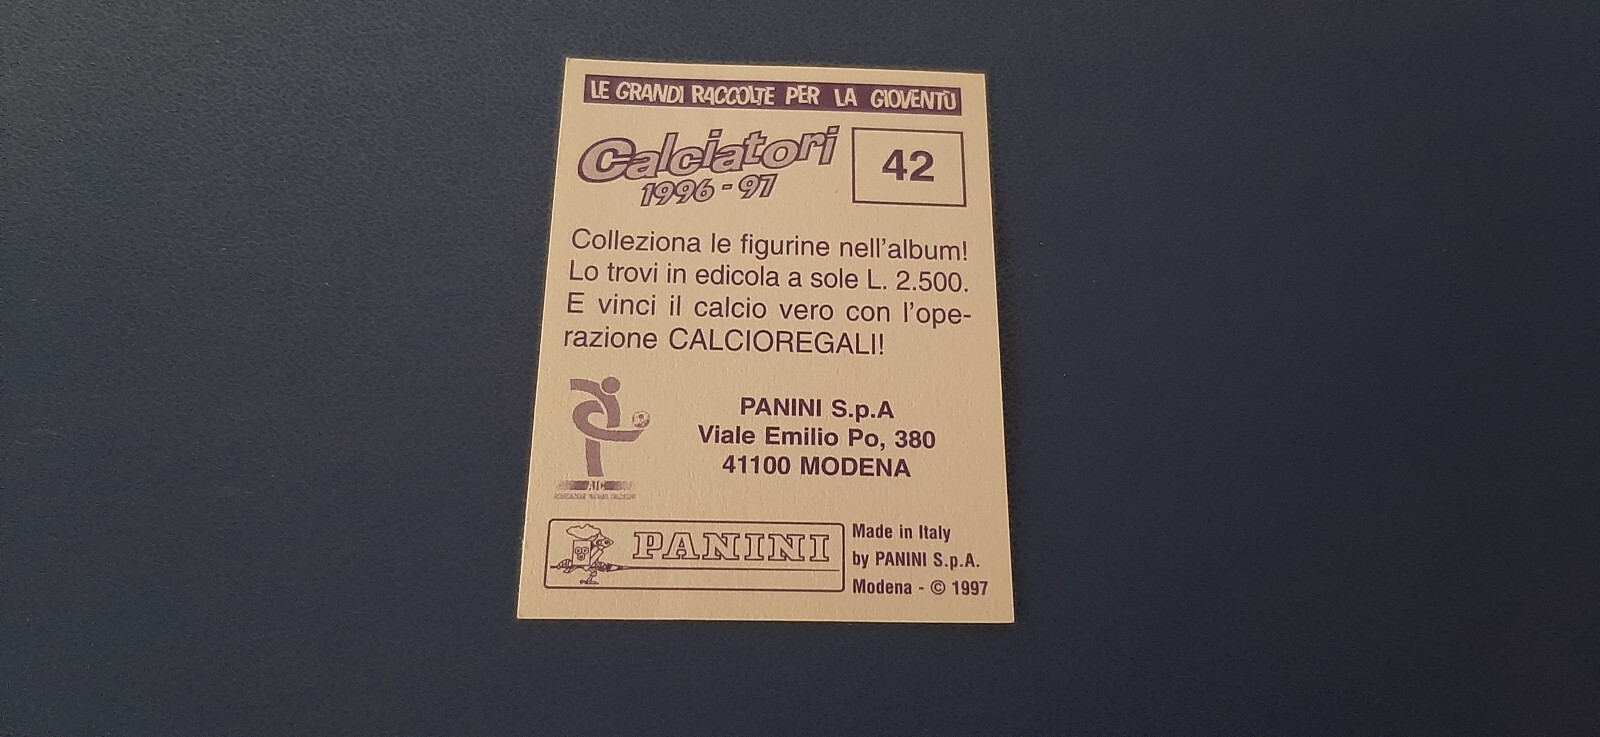 LE GRANDI RACCOLTE PER LA GIOVENTÙ
Calciatori
1996-97
42
Colleziona le figurine nell'album!
Lo trovi in edicola a sole L. 2.500.
E vinci il calcio vero con l'ope-
razione CALCIOREGALI!
PANINI S.p.A
Viale Emilio Po, 380
41100 MODENA
AIC
PANINI
Made in Italy
by PANINI S.p.A.
Modena - © 1997